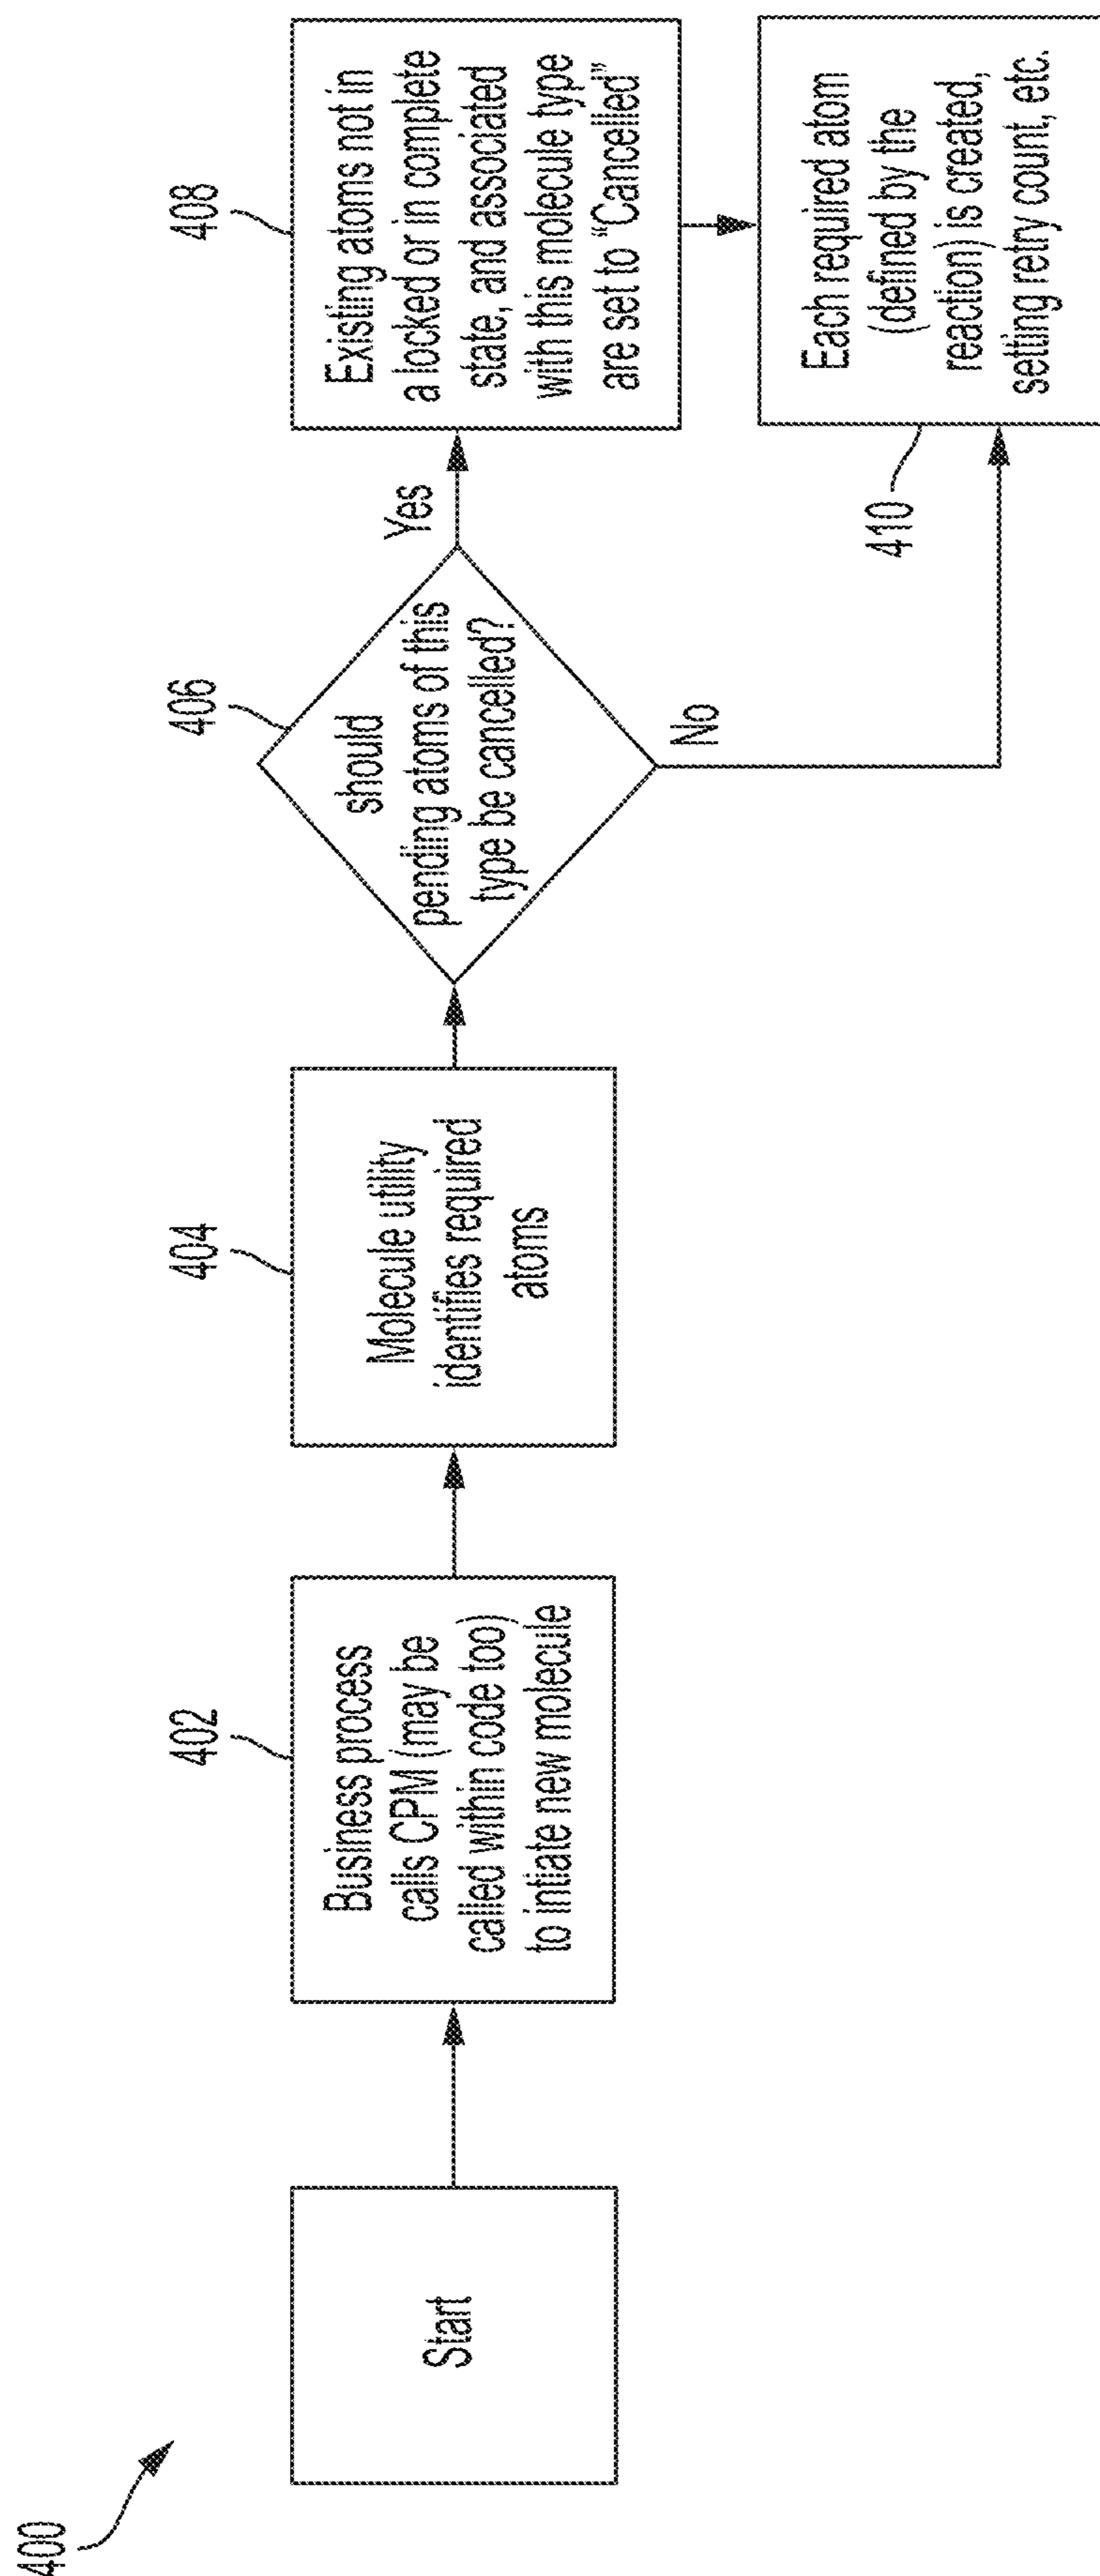 400
Start
402
Business process
calls CPM (may be
called within code too)
to intiate new molecule
404
Molecule utility
identifies required
atoms
406
should
pending atoms of this
type be cancelled?
Yes
No
408
Existing atoms not in
a locked or in complete
state, and associated
with this molecule type
are set to “Cancelled”
410
Each required atom
(defined by the
reaction) is created,
setting retry count, etc.